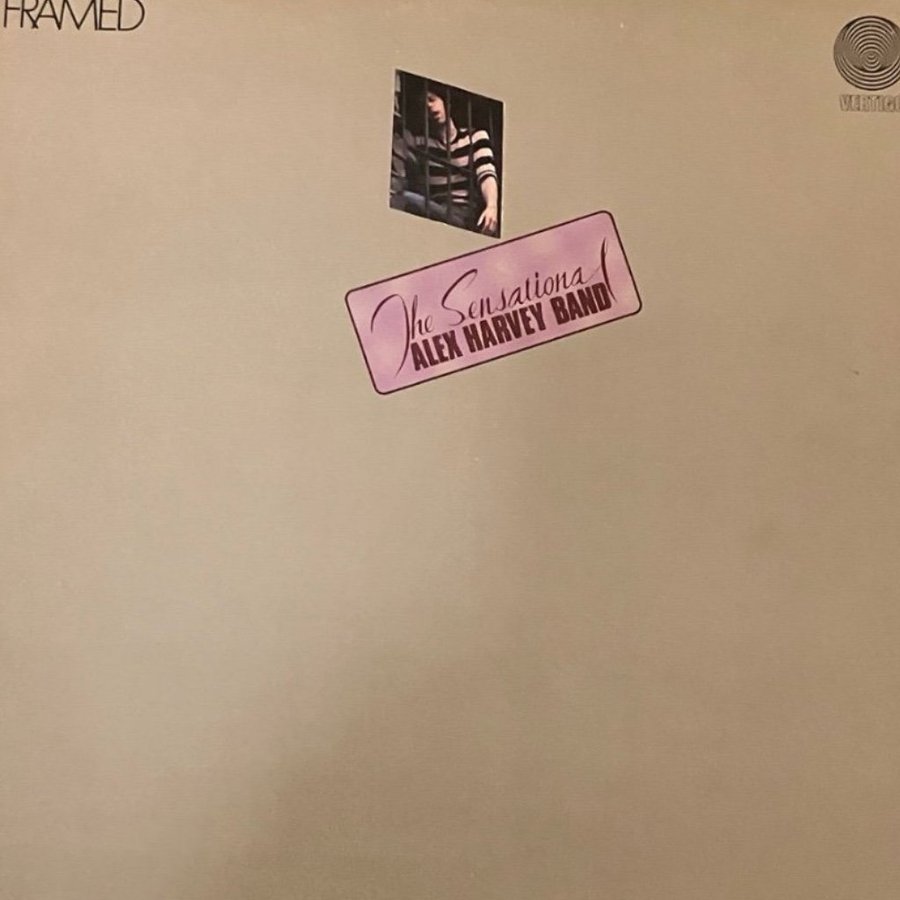 FRAMED
VERTIGO
The Sensational
ALEX HARVEY BAND